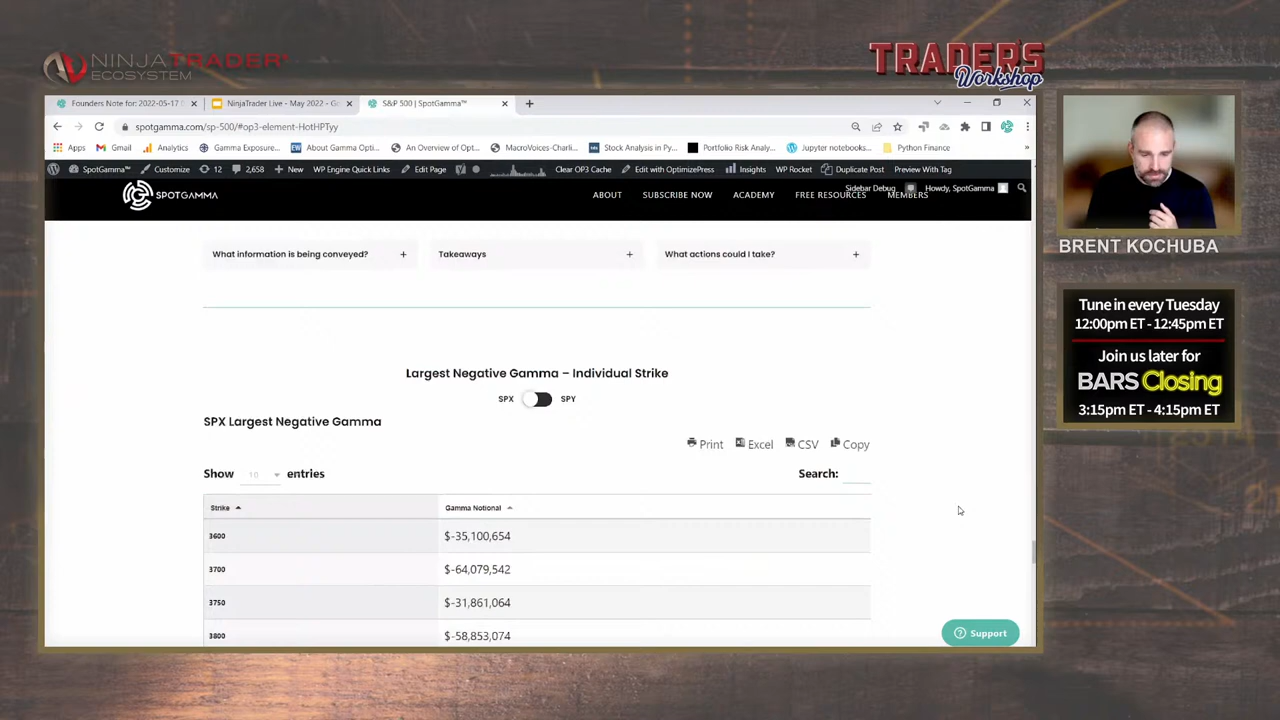 NINJATRADER
ECOSYSTEM
TRADER'S
Workshop
Founders Note for: 2022-05-17 0
NinjaTrader Live - May 2022 - Go
S&P 500 | SpotGamma™
spotgamma.com/sp-500/#op3-element-HotHPTyy
Apps
Gmail
Analytics
Gamma Exposure...
About Gamma Opti...
An Overview of Opt...
MacroVoices-Charli...
Stock Analysis in Py...
Portfolio Risk Analy...
Jupyter notebooks...
Python Finance
SpotGamma™
Customize
12
2,658
New
WP Engine Quick Links
Edit Page
Clear OP3 Cache
Edit with OptimizePress
Insights
WP Rocket
Duplicate Post
Preview With Tag
Sidebar Debug
Howdy, SpotGamma
SPOTGAMMA
ABOUT
SUBSCRIBE NOW
ACADEMY
FREE RESOURCES
MEMBERS
What information is being conveyed? +
Takeaways +
What actions could I take? +
Largest Negative Gamma – Individual Strike
SPX SPY
SPX Largest Negative Gamma
Print Excel CSV Copy
Show 10 entries
Search:
Strike Gamma Notional
3600 $-35,100,654
3700 $-64,079,542
3750 $-31,861,064
3800 $-58,853,074
Support
BRENT KOCHUBA
Tune in every Tuesday
12:00pm ET - 12:45pm ET
Join us later for
BARS Closing
3:15pm ET - 4:15pm ET